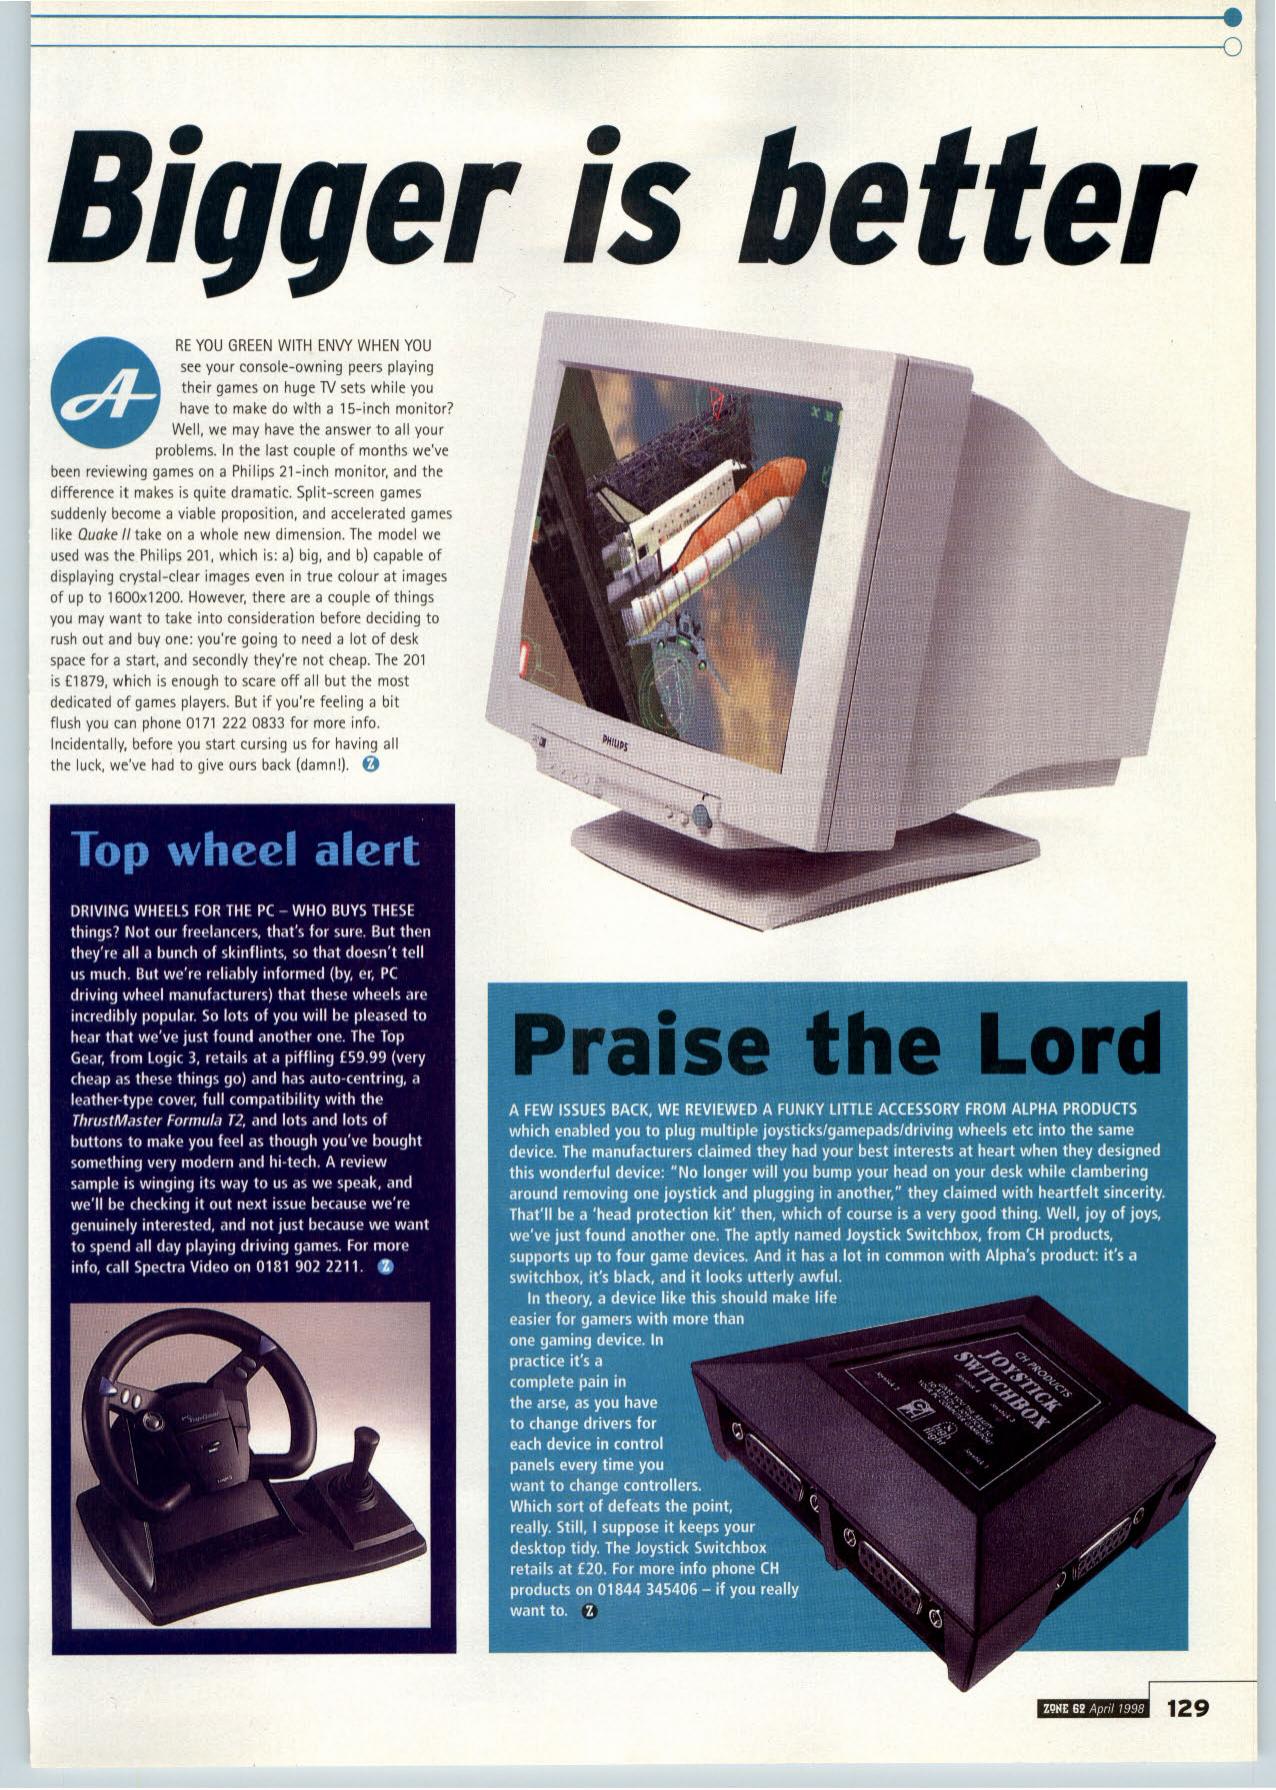 Bigger is better
ARE YOU GREEN WITH ENVY WHEN YOU
see your console-owning peers playing
their games on huge TV sets while you
have to make do with a 15-inch monitor?
Well, we may have the answer to all your
problems. In the last couple of months we've
been reviewing games on a Philips 21-inch monitor, and the
difference it makes is quite dramatic. Split-screen games
suddenly become a viable proposition, and accelerated games
like Quake II take on a whole new dimension. The model we
used was the Philips 201, which is: a) big, and b) capable of
displaying crystal-clear images even in true colour at images
of up to 1600x1200. However, there are a couple of things
you may want to take into consideration before deciding to
rush out and buy one: you're going to need a lot of desk
space for a start, and secondly they're not cheap. The 201
is £1879, which is enough to scare off all but the most
dedicated of games players. But if you're feeling a bit
flush you can phone 0171 222 0833 for more info.
Incidentally, before you start cursing us for having all
the luck, we've had to give ours back (damn!). Z
PHILIPS
Top wheel alert
DRIVING WHEELS FOR THE PC – WHO BUYS THESE
things? Not our freelancers, that's for sure. But then
they're all a bunch of skinflints, so that doesn't tell
us much. But we're reliably informed (by, er, PC
driving wheel manufacturers) that these wheels are
incredibly popular. So lots of you will be pleased to
hear that we've just found another one. The Top
Gear, from Logic 3, retails at a piffling £59.99 (very
cheap as these things go) and has auto-centring, a
leather-type cover, full compatibility with the
ThrustMaster Formula T2, and lots and lots of
buttons to make you feel as though you've bought
something very modern and hi-tech. A review
sample is winging its way to us as we speak, and
we'll be checking it out next issue because we're
genuinely interested, and not just because we want
to spend all day playing driving games. For more
info, call Spectra Video on 0181 902 2211. Z
Praise the Lord
A FEW ISSUES BACK, WE REVIEWED A FUNKY LITTLE ACCESSORY FROM ALPHA PRODUCTS
which enabled you to plug multiple joysticks/gamepads/driving wheels etc into the same
device. The manufacturers claimed they had your best interests at heart when they designed
this wonderful device: "No longer will you bump your head on your desk while clambering
around removing one joystick and plugging in another," they claimed with heartfelt sincerity.
That'll be a 'head protection kit' then, which of course is a very good thing. Well, joy of joys,
we've just found another one. The aptly named Joystick Switchbox, from CH products,
supports up to four game devices. And it has a lot in common with Alpha's product: it's a
switchbox, it's black, and it looks utterly awful.
In theory, a device like this should make life
easier for gamers with more than
one gaming device. In
practice it's a
complete pain in
the arse, as you have
to change drivers for
each device in control
panels every time you
want to change controllers.
Which sort of defeats the point,
really. Still, I suppose it keeps your
desktop tidy. The Joystick Switchbox
retails at £20. For more info phone CH
products on 01844 345406 – if you really
want to. Z
CH PRODUCTS
JOYSTICK
SWITCHBOX
ZONE 62 April 1998 129